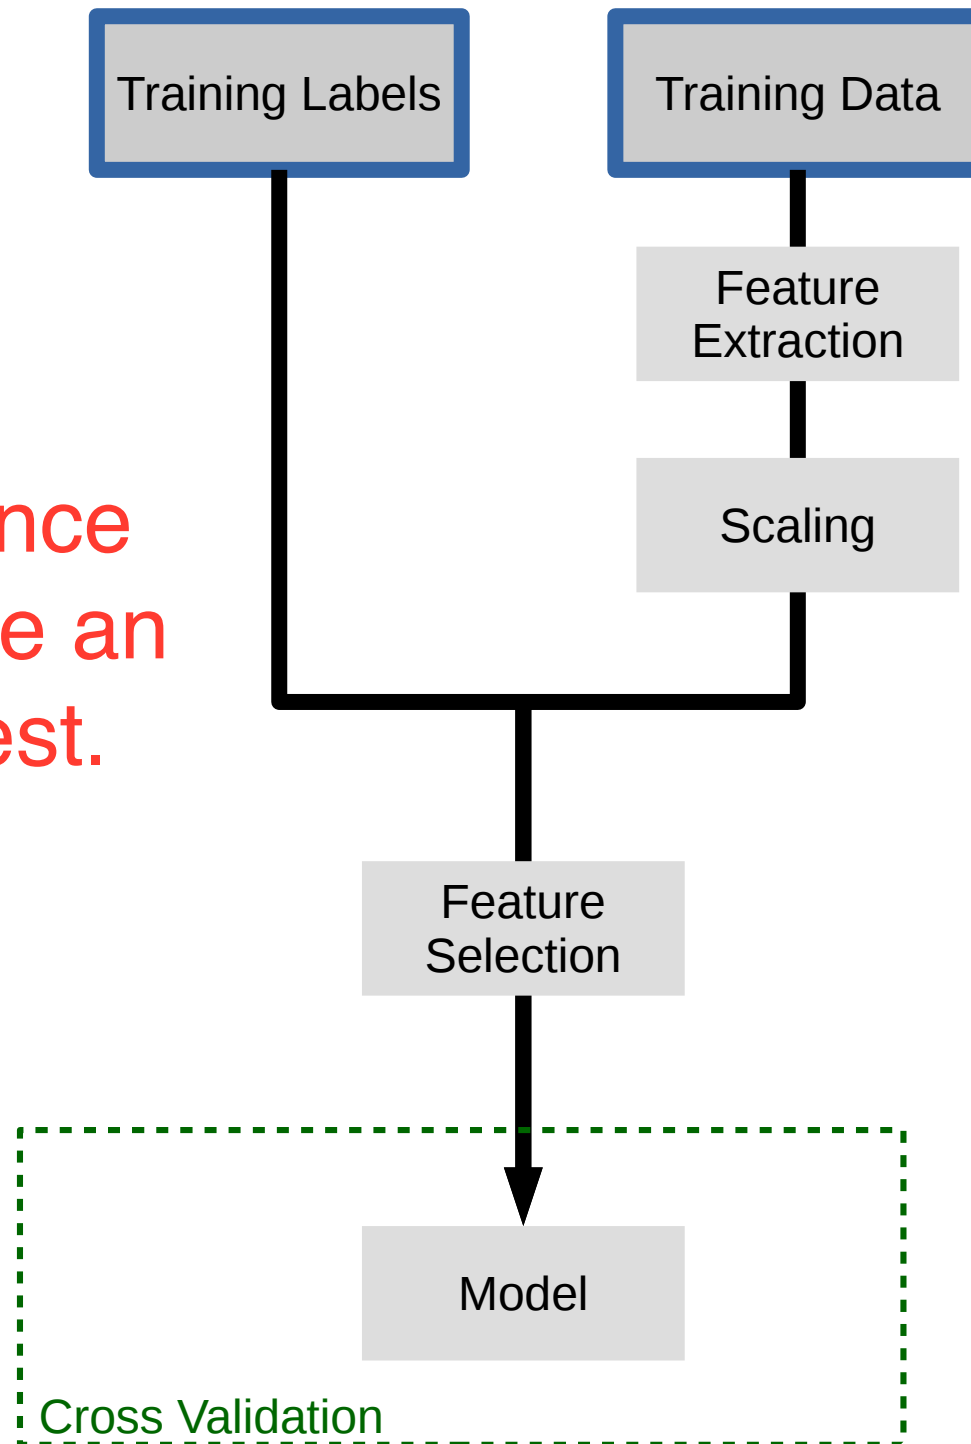 Training Labels
Training Data
Feature
Extraction
Scaling
nce
e an
est.
Feature
Selection
Model
Cross Validation